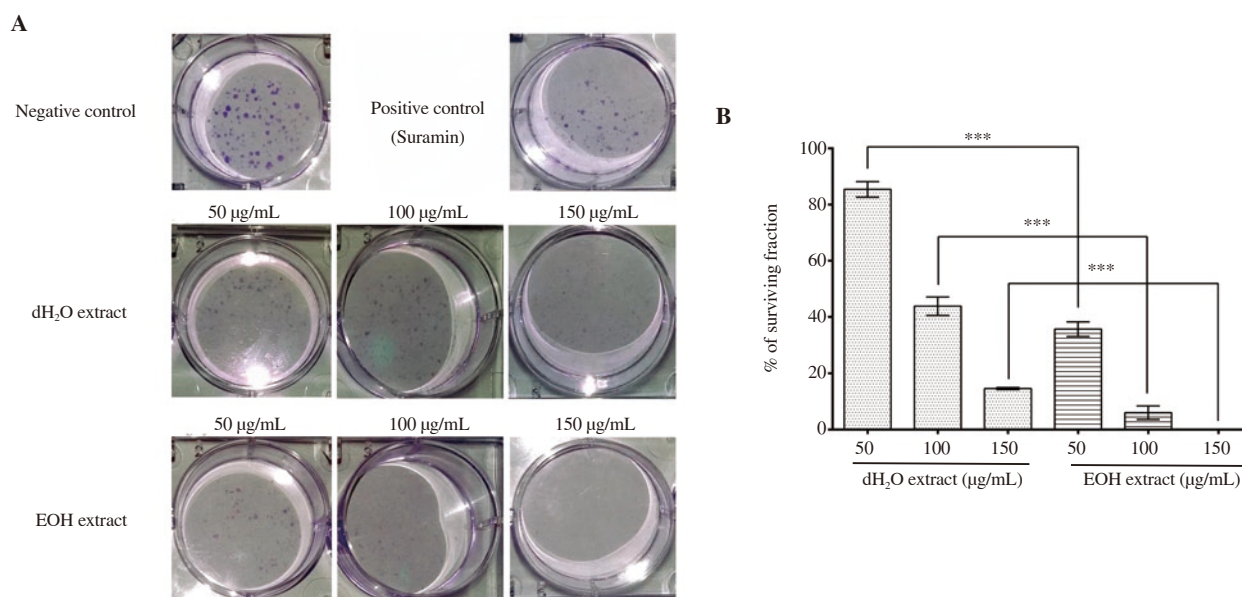 A
Negative control
Positive control
(Suramin)
50 µg/mL 100 µg/mL 150 µg/mL
dH₂O extract
50 µg/mL 100 µg/mL 150 µg/mL
EOH extract
B
% of surviving fraction
100
80
60
40
20
0
***
***
***
50 100 150 50 100 150
dH₂O extract (µg/mL) EOH extract (µg/mL)